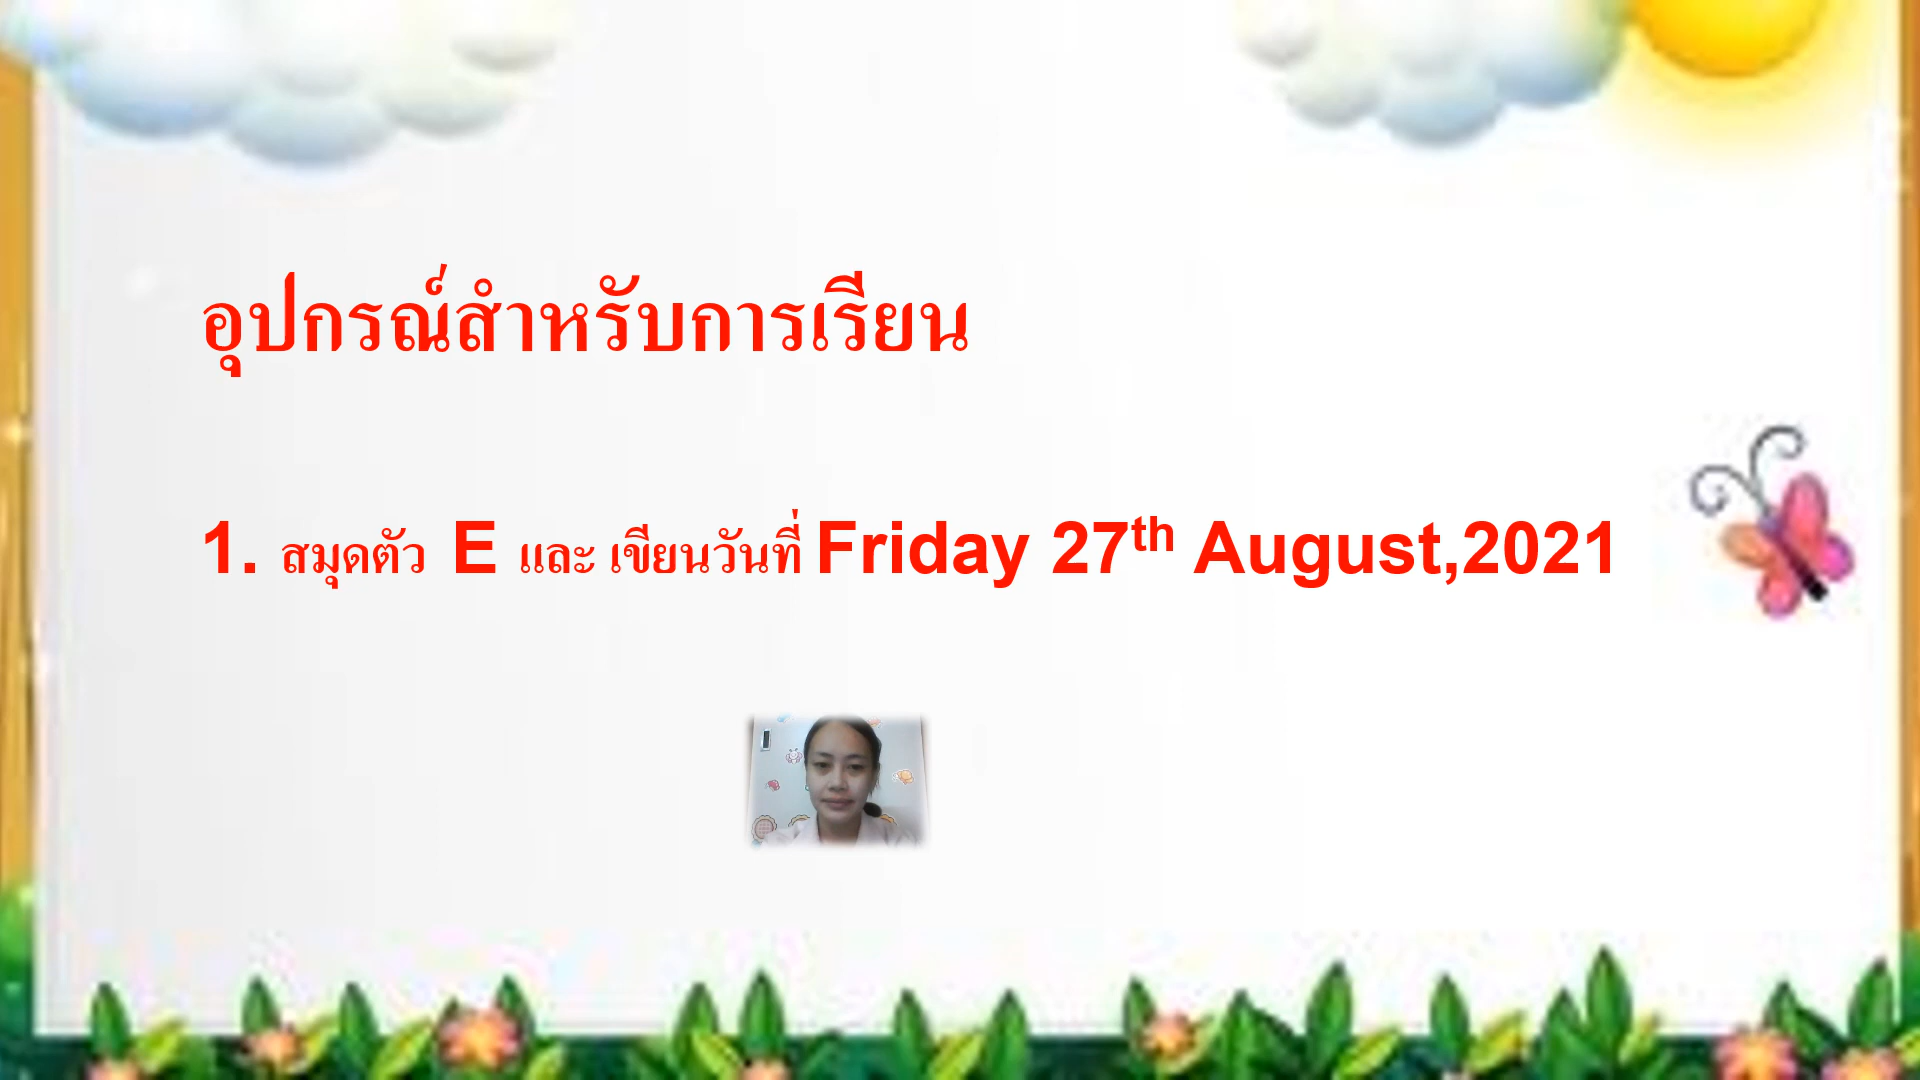 อุปกรณ์สำหรับการเรียน
1. สมุดตัว E และ เขียนวันที่ Friday 27th August,2021